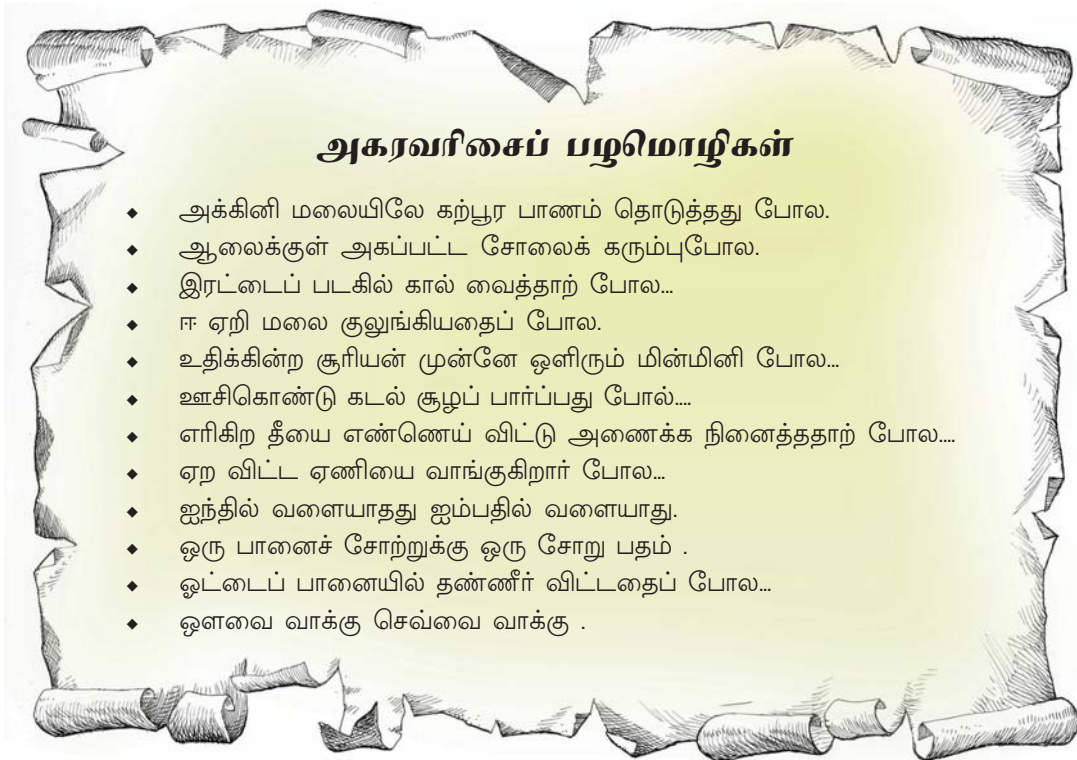 அகரவரிசைப் பழமொழிகள்
◆ அக்கினி மலையிலே கற்பூர பாணம் தொடுத்தது போல.
◆ ஆலைக்குள் அகப்பட்ட சோலைக் கரும்புபோல.
◆ இரட்டைப் படகில் கால் வைத்தாற் போல...
◆ ஈ ஏறி மலை குலுங்கியதைப் போல.
◆ உதிக்கின்ற சூரியன் முன்னே ஒளிரும் மின்மினி போல...
◆ ஊசிகொண்டு கடல் சூழப் பார்ப்பது போல்....
◆ எரிகிற தீயை எண்ணெய் விட்டு அணைக்க நினைத்ததாற் போல....
◆ ஏற விட்ட ஏணியை வாங்குகிறார் போல...
◆ ஐந்தில் வளையாதது ஐம்பதில் வளையாது.
◆ ஒரு பானைச் சோற்றுக்கு ஒரு சோறு பதம் .
◆ ஓட்டைப் பானையில் தண்ணீர் விட்டதைப் போல...
◆ ஔவை வாக்கு செவ்வை வாக்கு .